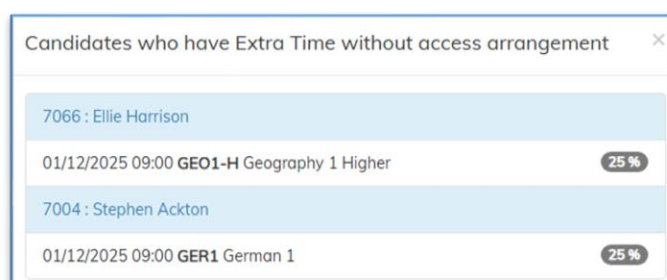 Candidates who have Extra Time without access arrangement ×
7066 : Ellie Harrison
01/12/2025 09:00 GEO1-H Geography 1 Higher 25 %
7004 : Stephen Ackton
01/12/2025 09:00 GER1 German 1 25 %